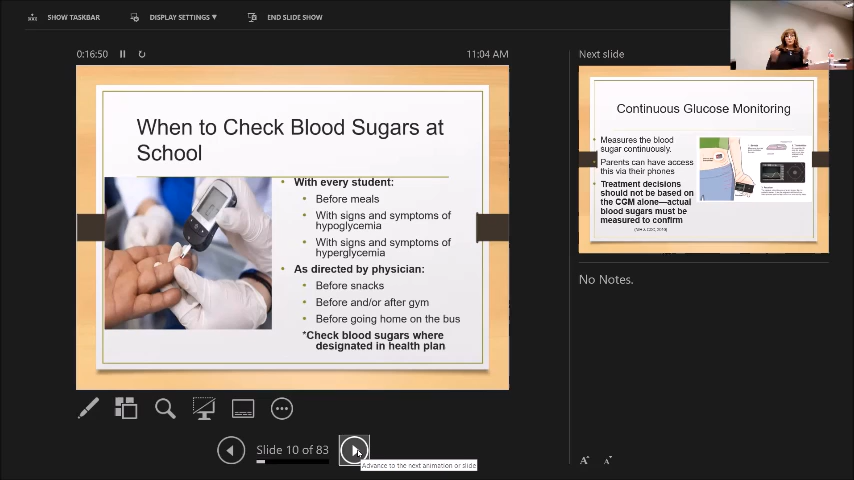 SHOW TASKBAR
DISPLAY SETTINGS ▼
END SLIDE SHOW
0:16:50
11:04 AM
When to Check Blood Sugars at
School
• With every student:
• Before meals
• With signs and symptoms of
hypoglycemia
• With signs and symptoms of
hyperglycemia
• As directed by physician:
• Before snacks
• Before and/or after gym
• Before going home on the bus
*Check blood sugars where
designated in health plan
Slide 10 of 83
Advance to the next animation or slide
Next slide
Continuous Glucose Monitoring
• Measures the blood
sugar continuously.
• Parents can have access
this via their phones
• Treatment decisions
should not be based on
the CGM alone—actual
blood sugars must be
measured to confirm
No Notes.
A
A